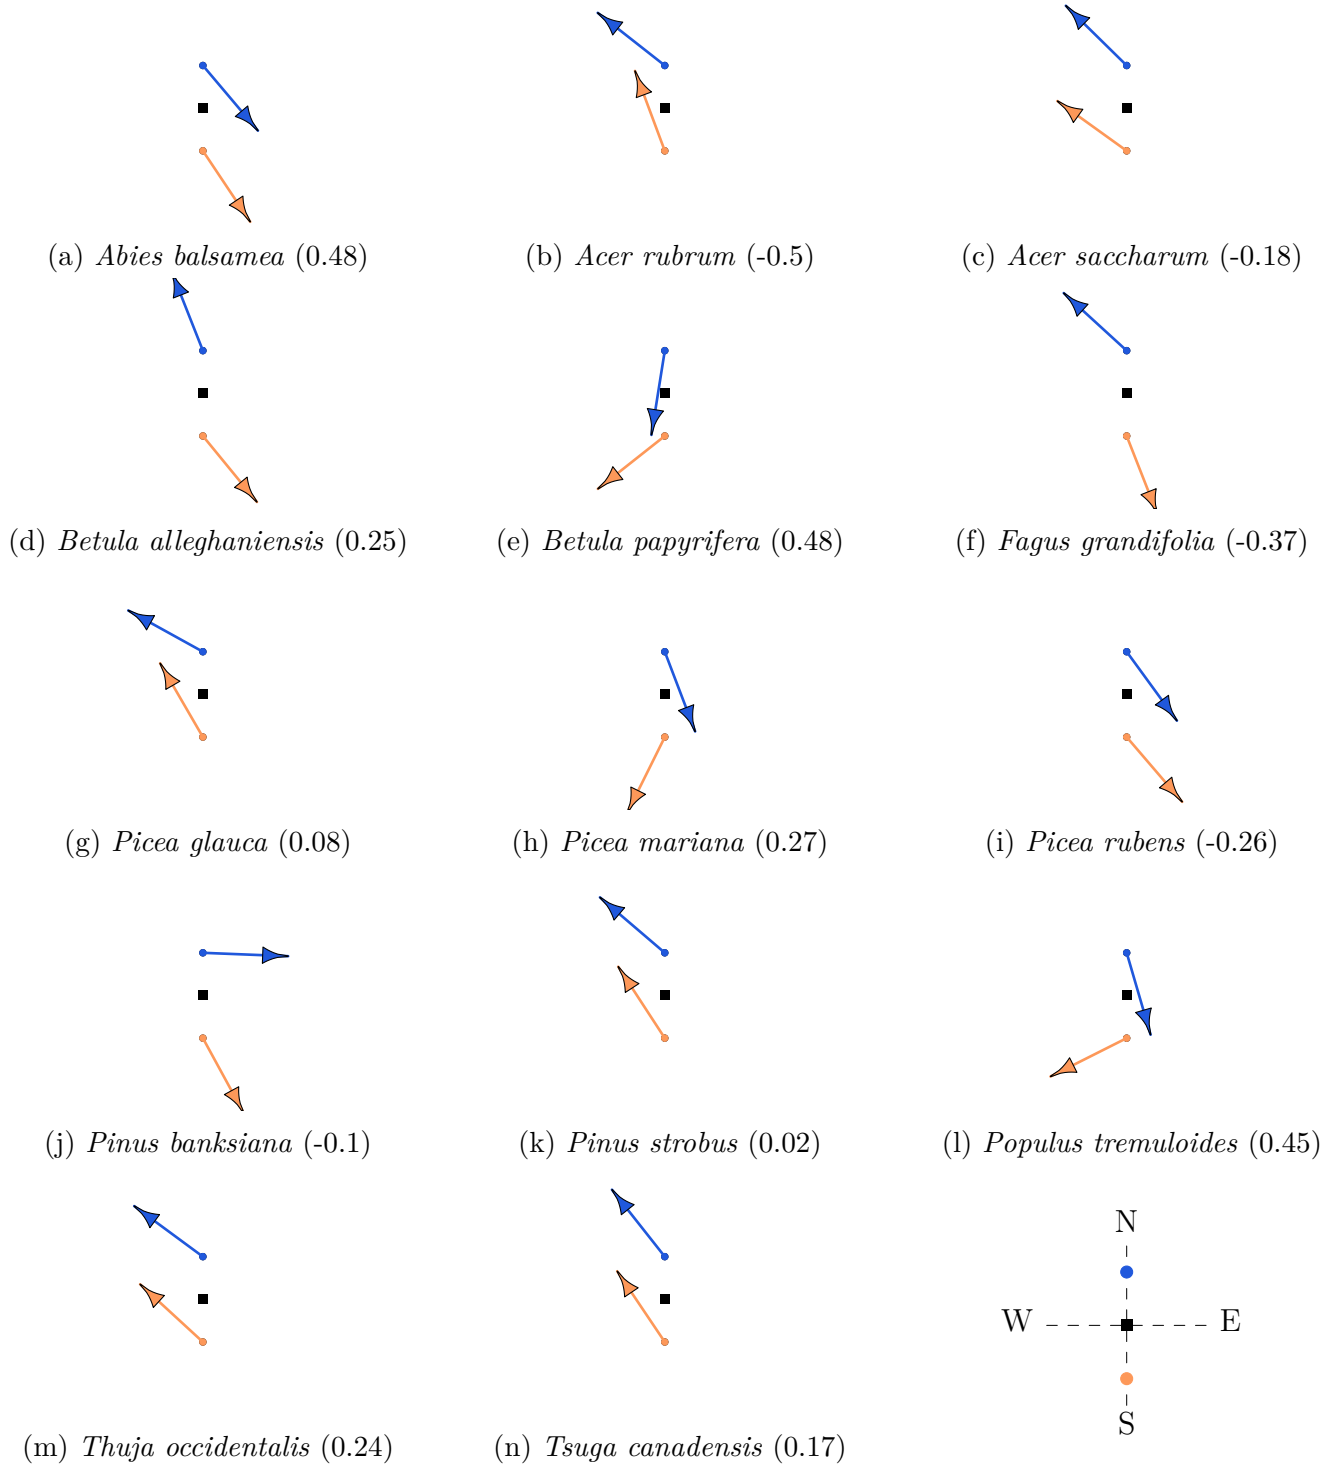 (a) Abies balsamea (0.48)
(b) Acer rubrum (-0.5)
(c) Acer saccharum (-0.18)
(d) Betula alleghaniensis (0.25)
(e) Betula papyrifera (0.48)
(f) Fagus grandifolia (-0.37)
(g) Picea glauca (0.08)
(h) Picea mariana (0.27)
(i) Picea rubens (-0.26)
(j) Pinus banksiana (-0.1)
(k) Pinus strobus (0.02)
(l) Populus tremuloides (0.45)
N
W
E
S
(m) Thuja occidentalis (0.24)
(n) Tsuga canadensis (0.17)